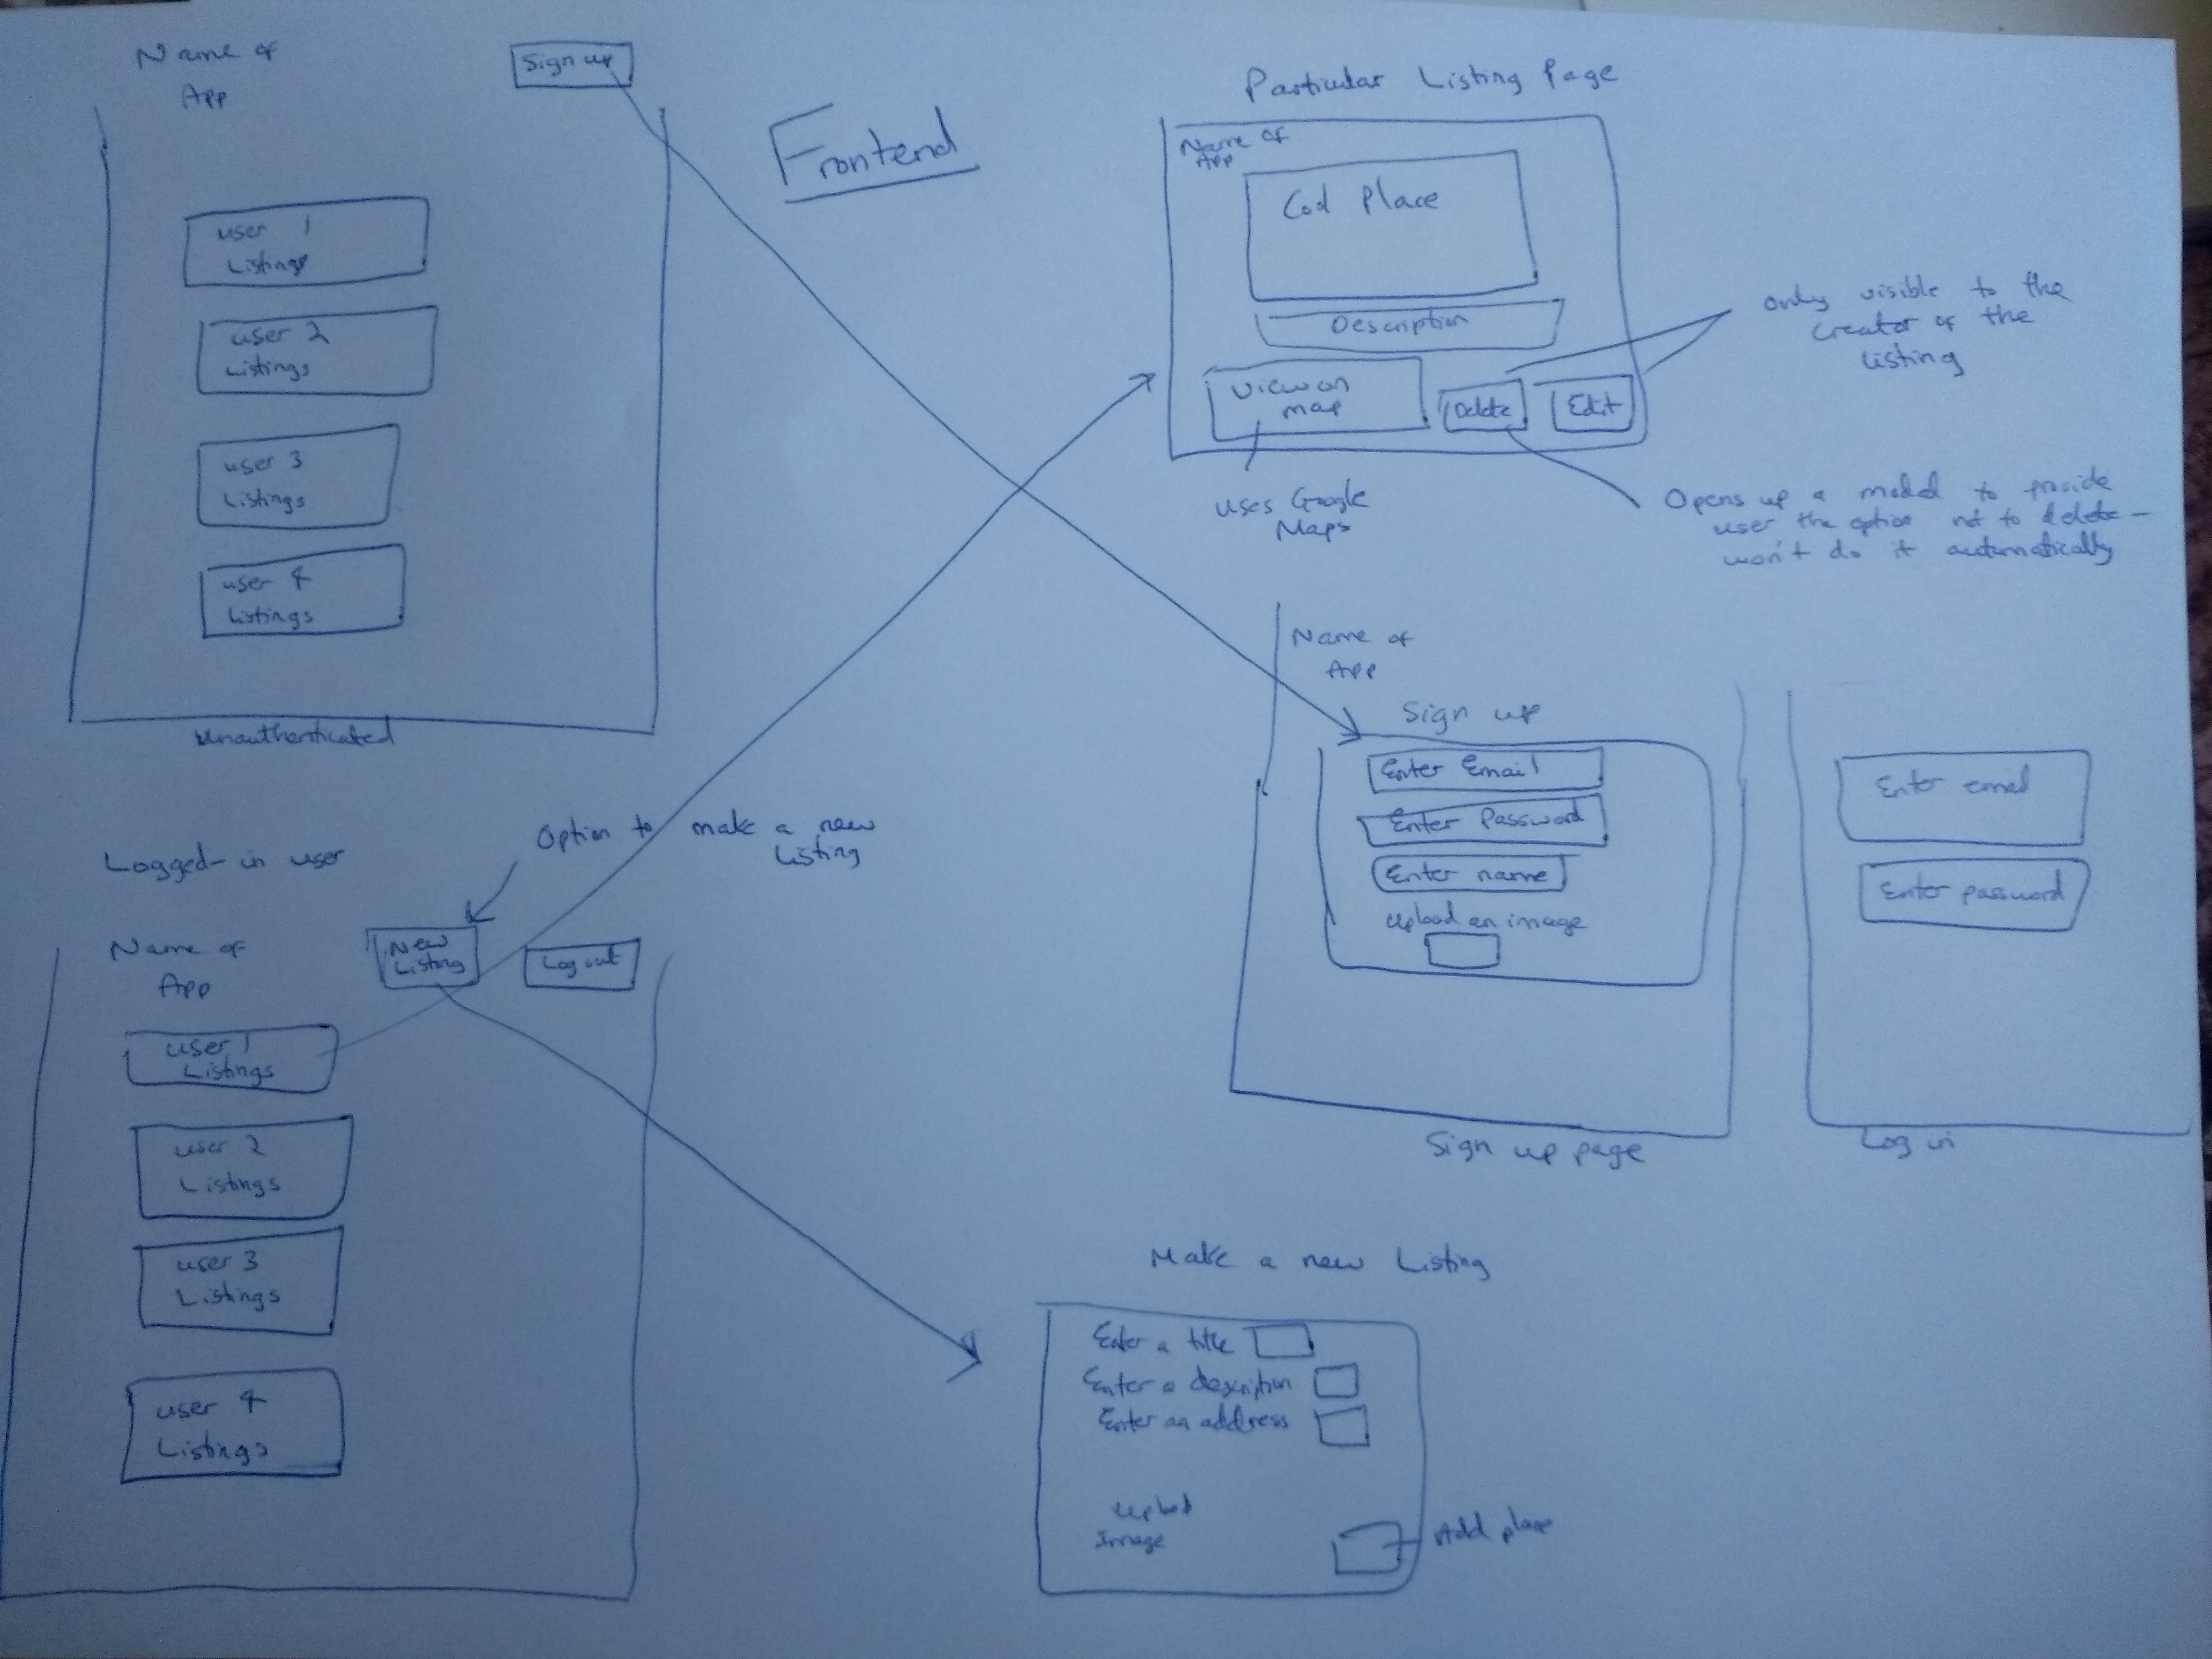 Name of
App
Sign up
user 1
Listings
user 2
Listings
user 3
Listings
user 4
Listings
Unauthenticated
Frontend
Particular Listing Page
Name of
App
Cool Place
Description
View on
map
Delete
Edit
uses Google
Maps
only visible to the
creator of the
listing
Opens up a modal to provide
user the option not to delete -
won't do it automatically
Name of
App
Sign up
Enter Email
Enter Password
Enter name
upload an image
Sign up page
Enter email
Enter password
Log in
Logged-in user
Option to make a new
Listing
Name of
App
New
Listing
Log out
user 1
Listings
user 2
Listings
user 3
Listings
user 4
Listings
Make a new Listing
Enter a title
Enter a description
Enter an address
Upload
Image
Add place